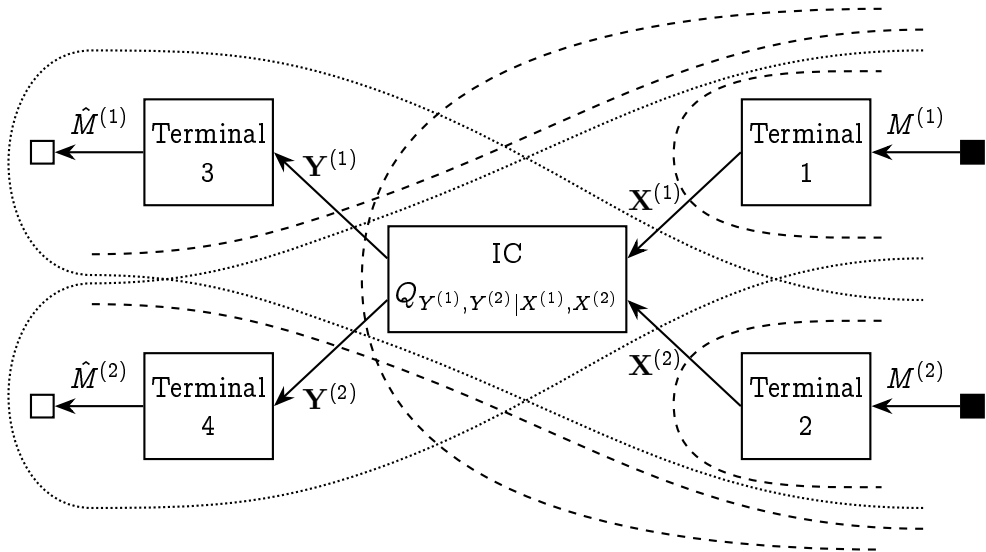 M̂⁽¹⁾
Terminal
3
Y⁽¹⁾
X⁽¹⁾
Terminal
1
M⁽¹⁾
IC
Q_{Y⁽¹⁾,Y⁽²⁾|X⁽¹⁾,X⁽²⁾}
M̂⁽²⁾
Terminal
4
Y⁽²⁾
X⁽²⁾
Terminal
2
M⁽²⁾